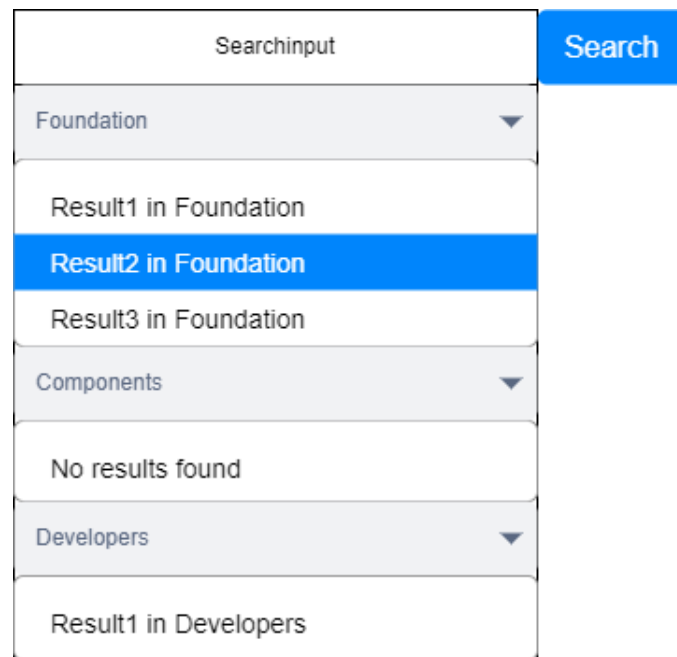 Searchinput
Search
Foundation
Result1 in Foundation
Result2 in Foundation
Result3 in Foundation
Components
No results found
Developers
Result1 in Developers